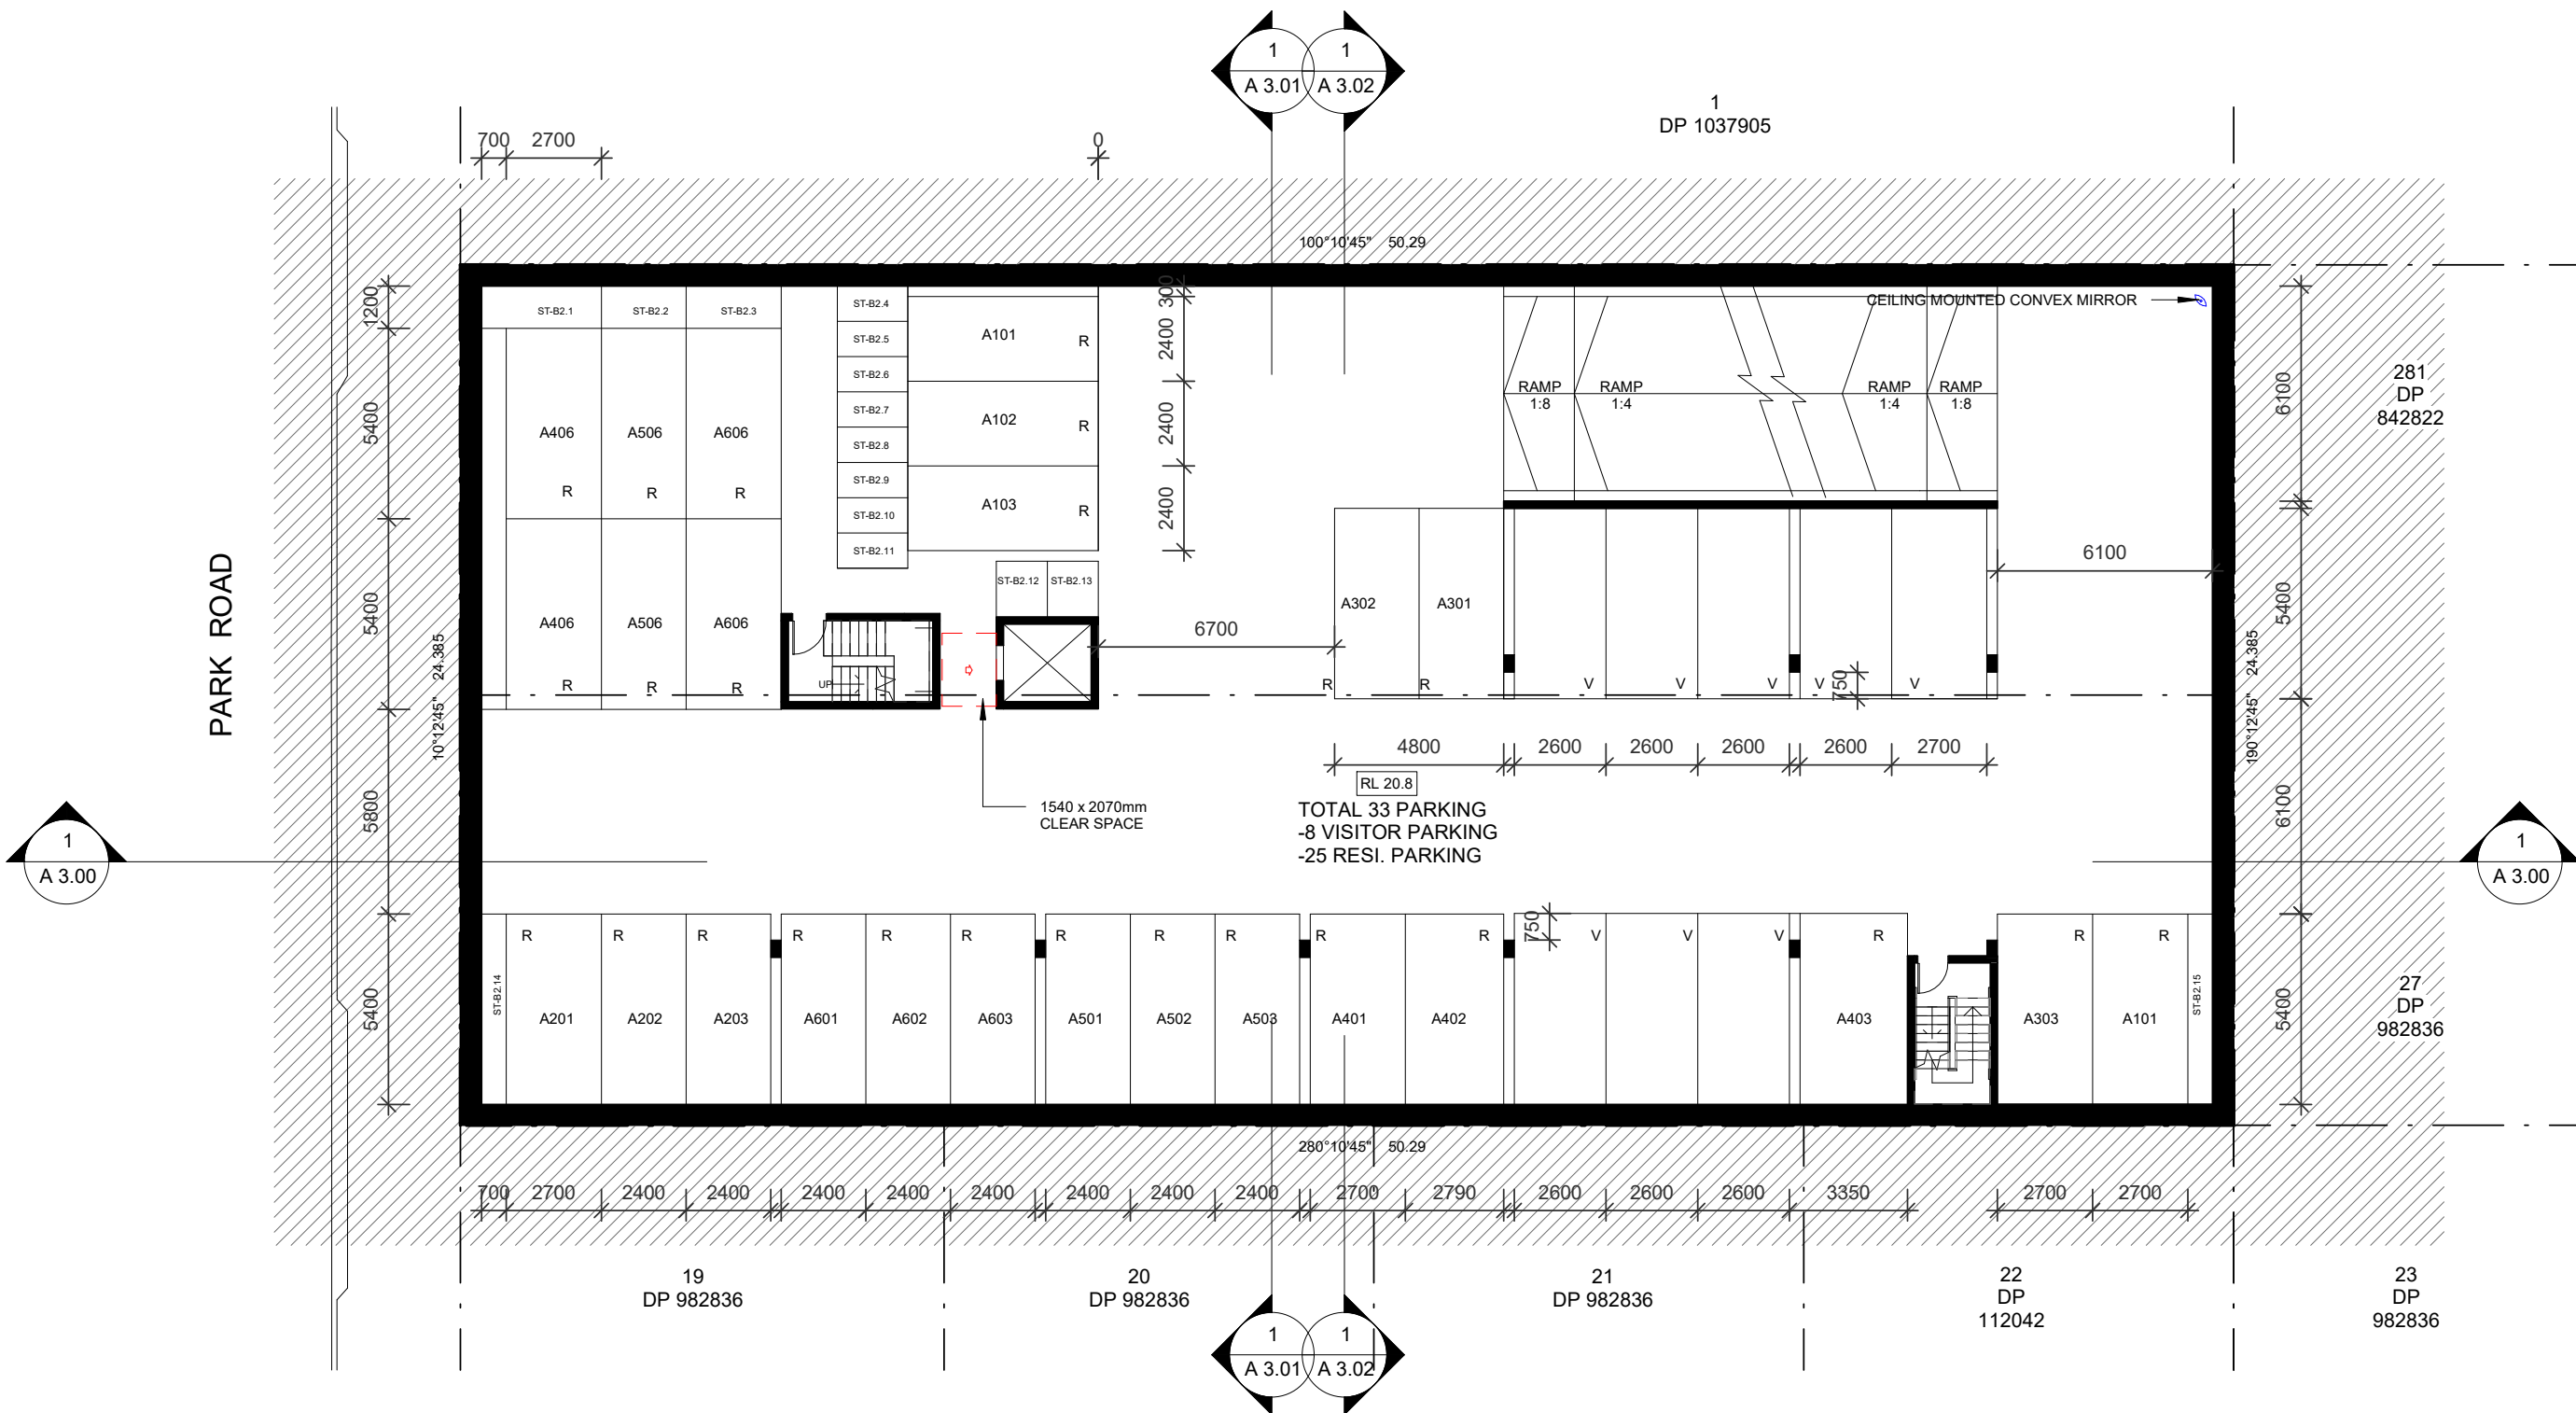 1
A 3.01
1
A 3.02
1
DP 1037905
700 2700
0
100°10'45" 50.29
1200
300
ST-B2.1
ST-B2.2
ST-B2.3
ST-B2.4
ST-B2.5
ST-B2.6
ST-B2.7
ST-B2.8
ST-B2.9
ST-B2.10
ST-B2.11
A101
R
A102
R
A103
R
2400
2400
2400
CEILING MOUNTED CONVEX MIRROR
RAMP
1:8
RAMP
1:4
RAMP
1:4
RAMP
1:8
6100
281
DP
842822
5400
A406
R
A506
R
A606
R
PARK ROAD
5400
10°12'45" 24.385
A406
R
A506
R
A606
R
UP
ST-B2.12
ST-B2.13
6700
A302
R
A301
R
V
V
V
V
V
750
6100
5400
190°12'45" 24.385
4800
2600
2600
2600
2600
2700
RL 20.8
TOTAL 33 PARKING
-8 VISITOR PARKING
-25 RESI. PARKING
1540 x 2070mm
CLEAR SPACE
5800
6100
1
A 3.00
1
A 3.00
5400
ST-B2.14
R
A201
R
A202
R
A203
R
A601
R
A602
R
A603
R
A501
R
A502
R
A503
R
A401
R
A402
750
V
V
V
R
A403
R
A303
R
A101
ST-B2.15
5400
27
DP
982836
280°10'45" 50.29
700 2700 2400 2400 2400 2400 2400 2400 2400 2400 2700 2790 2600 2600 2600 3350 2700 2700
19
DP 982836
20
DP 982836
21
DP 982836
22
DP
112042
23
DP
982836
1
A 3.01
1
A 3.02